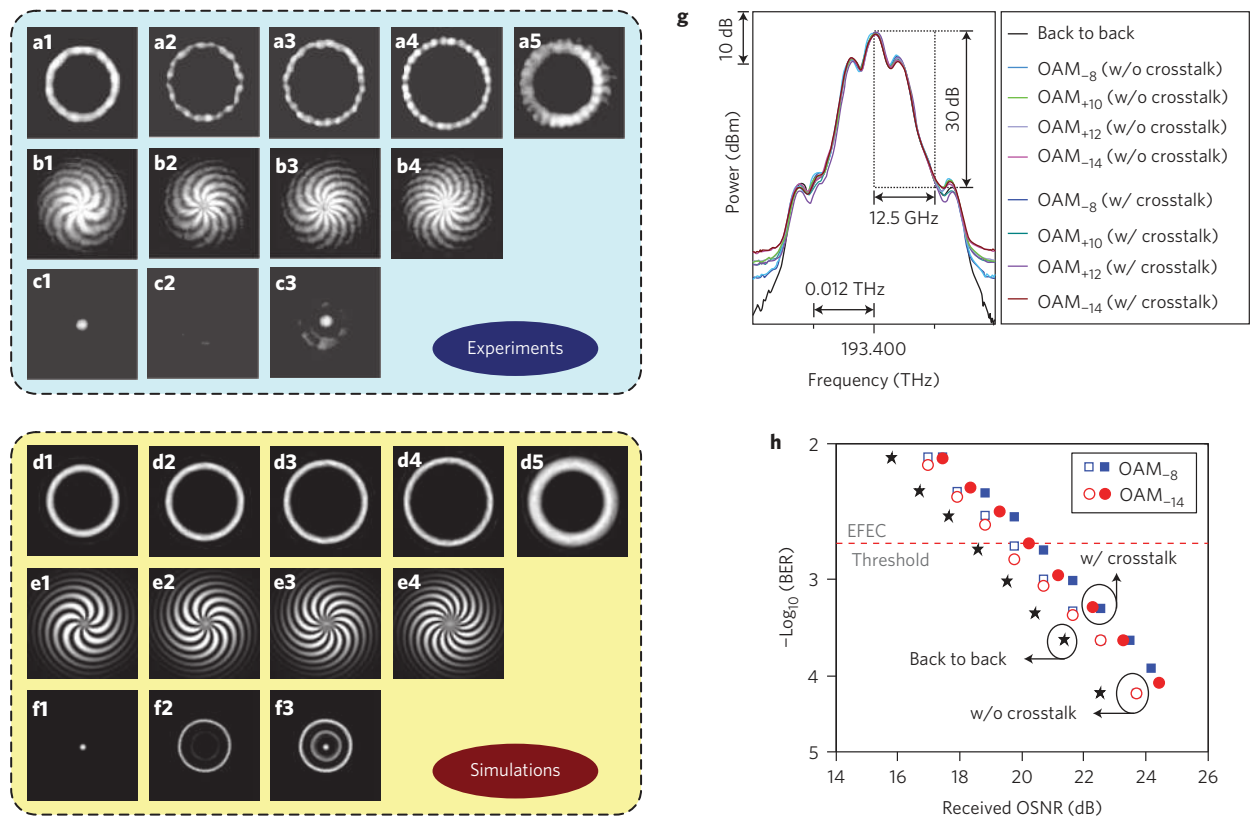 a1 a2 a3 a4 a5
b1 b2 b3 b4
c1 c2 c3
Experiments
d1 d2 d3 d4 d5
e1 e2 e3 e4
f1 f2 f3
Simulations
g
10 dB
Power (dBm)
30 dB
12.5 GHz
0.012 THz
193.400
Frequency (THz)
Back to back
OAM₋₈ (w/o crosstalk)
OAM₊₁₀ (w/o crosstalk)
OAM₊₁₂ (w/o crosstalk)
OAM₋₁₄ (w/o crosstalk)
OAM₋₈ (w/ crosstalk)
OAM₊₁₀ (w/ crosstalk)
OAM₊₁₂ (w/ crosstalk)
OAM₋₁₄ (w/ crosstalk)
h
2
3
4
5
−Log₁₀ (BER)
OAM₋₈
OAM₋₁₄
EFEC
Threshold
w/ crosstalk
Back to back
w/o crosstalk
14 16 18 20 22 24 26
Received OSNR (dB)